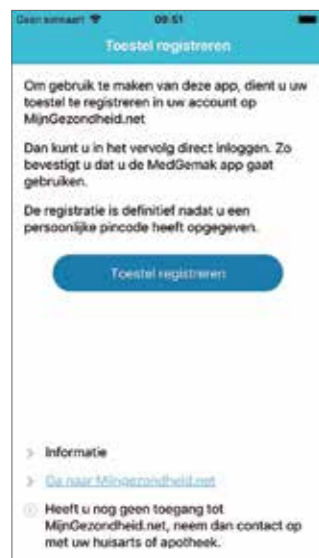 Geen simkaart 09:51
Toestel registreren
Om gebruik te maken van deze app, dient u uw
toestel te registreren in uw account op
MijnGezondheid.net
Dan kunt u in het vervolg direct inloggen. Zo
bevestigt u dat u de MedGemak app gaat
gebruiken.
De registratie is definitief nadat u een
persoonlijke pincode heeft opgegeven.
Toestel registreren
Informatie
Ga naar Mijngezondheid.net
Heeft u nog geen toegang tot
MijnGezondheid.net, neem dan contact op
met uw huisarts of apotheek.